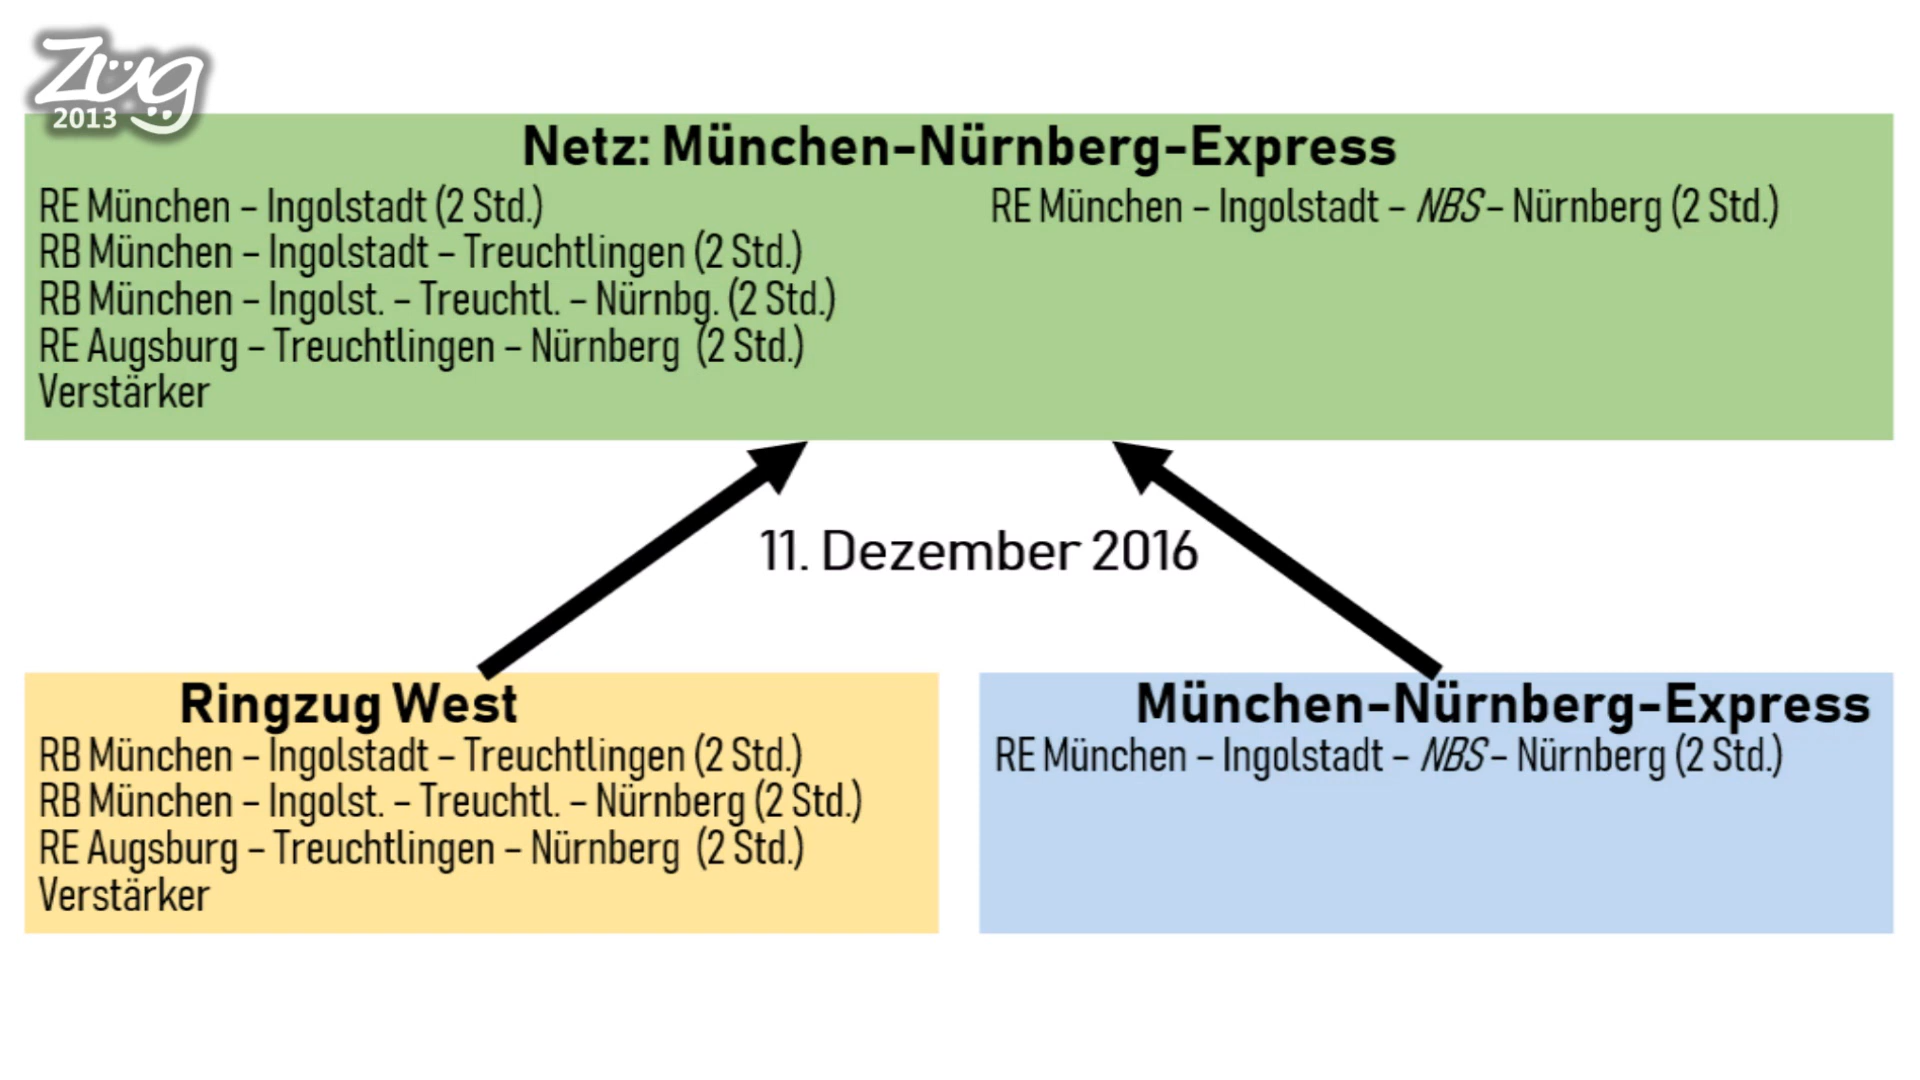 Züg
2013
Netz: München-Nürnberg-Express
RE München – Ingolstadt (2 Std.)
RB München – Ingolstadt – Treuchtlingen (2 Std.)
RB München – Ingolst. – Treuchtl. – Nürnbg. (2 Std.)
RE Augsburg – Treuchtlingen – Nürnberg (2 Std.)
Verstärker
RE München – Ingolstadt – NBS – Nürnberg (2 Std.)
11. Dezember 2016
Ringzug West
RB München – Ingolstadt – Treuchtlingen (2 Std.)
RB München – Ingolst. – Treuchtl. – Nürnberg (2 Std.)
RE Augsburg – Treuchtlingen – Nürnberg (2 Std.)
Verstärker
München-Nürnberg-Express
RE München – Ingolstadt – NBS – Nürnberg (2 Std.)